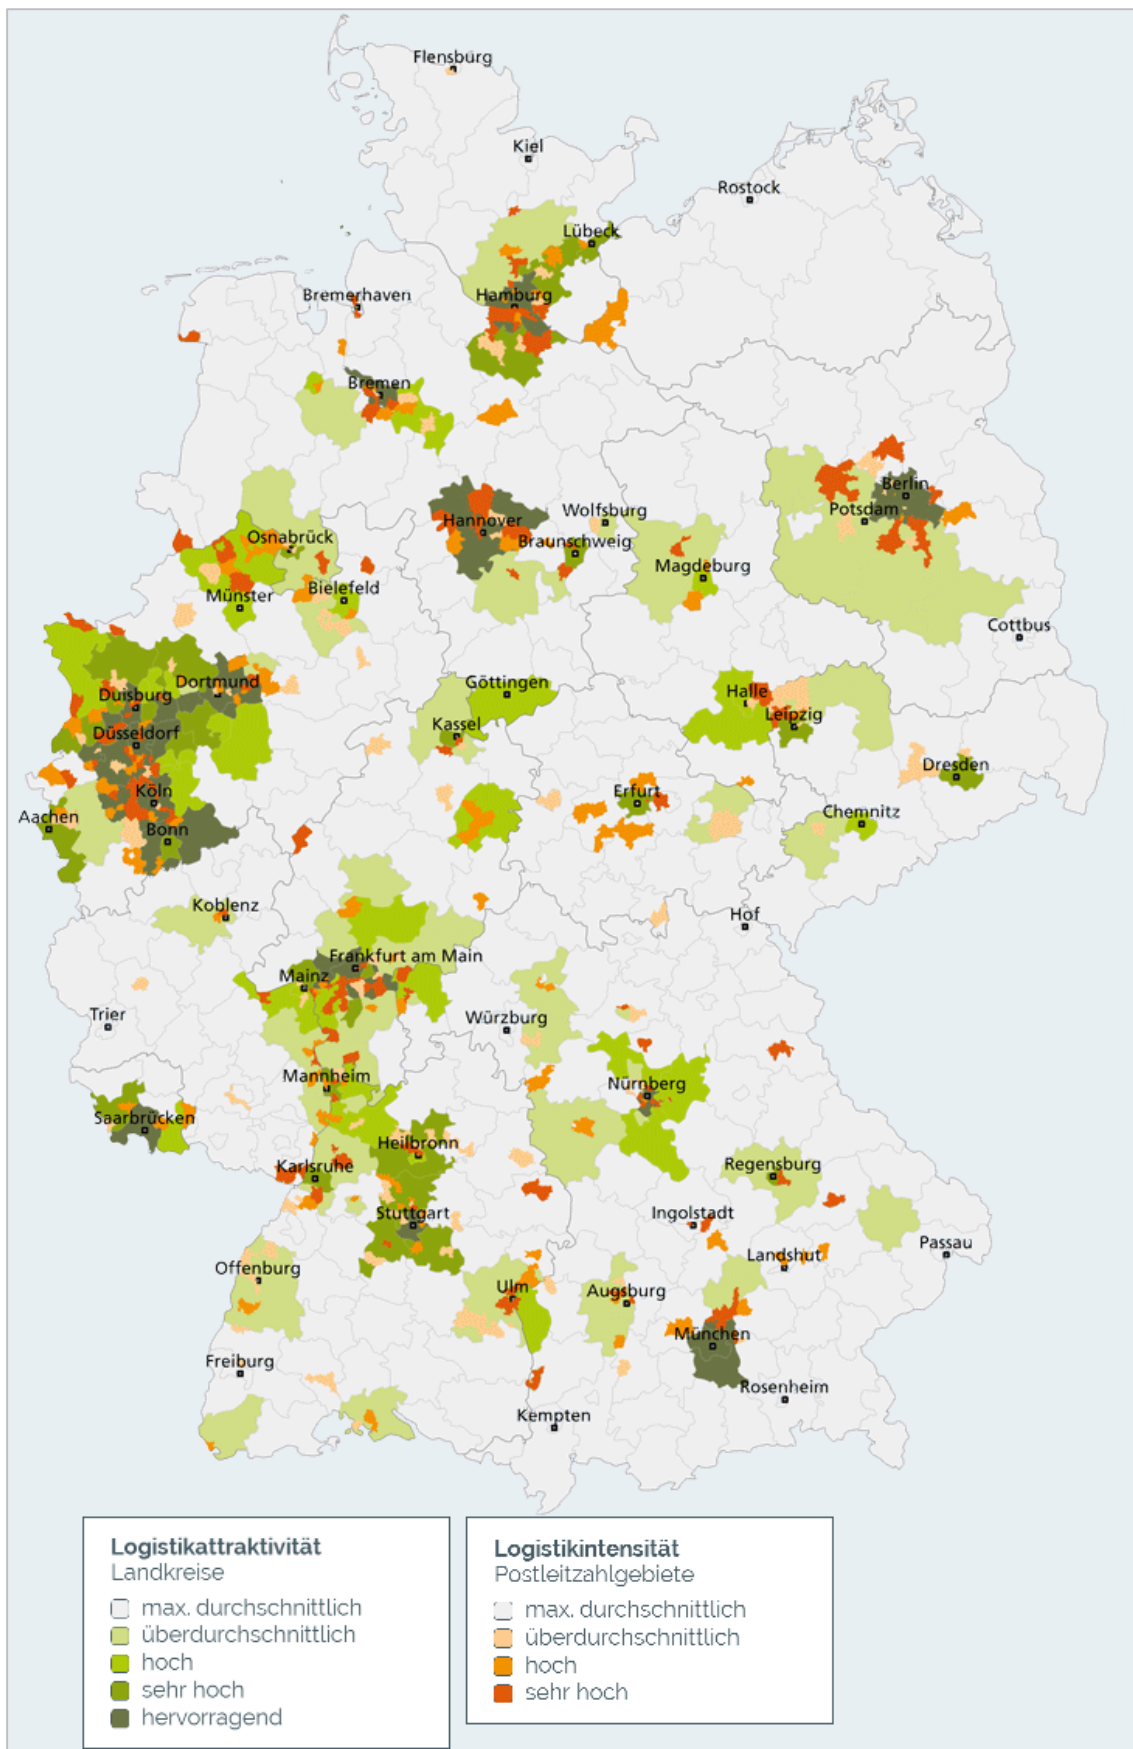 Flensburg
Kiel
Rostock
Lübeck
Bremerhaven
Hamburg
Bremen
Berlin
Wolfsburg
Potsdam
Hannover
Osnabrück
Braunschweig
Magdeburg
Bielefeld
Münster
Cottbus
Göttingen
Dortmund
Duisburg
Halle
Leipzig
Kassel
Düsseldorf
Dresden
Köln
Erfurt
Chemnitz
Aachen
Bonn
Koblenz
Hof
Frankfurt am Main
Mainz
Trier
Würzburg
Mannheim
Nürnberg
Saarbrücken
Heilbronn
Karlsruhe
Regensburg
Stuttgart
Ingolstadt
Passau
Landshut
Offenburg
Ulm
Augsburg
München
Freiburg
Rosenheim
Kempten
Logistikattraktivität
Landkreise
max. durchschnittlich
überdurchschnittlich
hoch
sehr hoch
hervorragend
Logistikintensität
Postleitzahlgebiete
max. durchschnittlich
überdurchschnittlich
hoch
sehr hoch